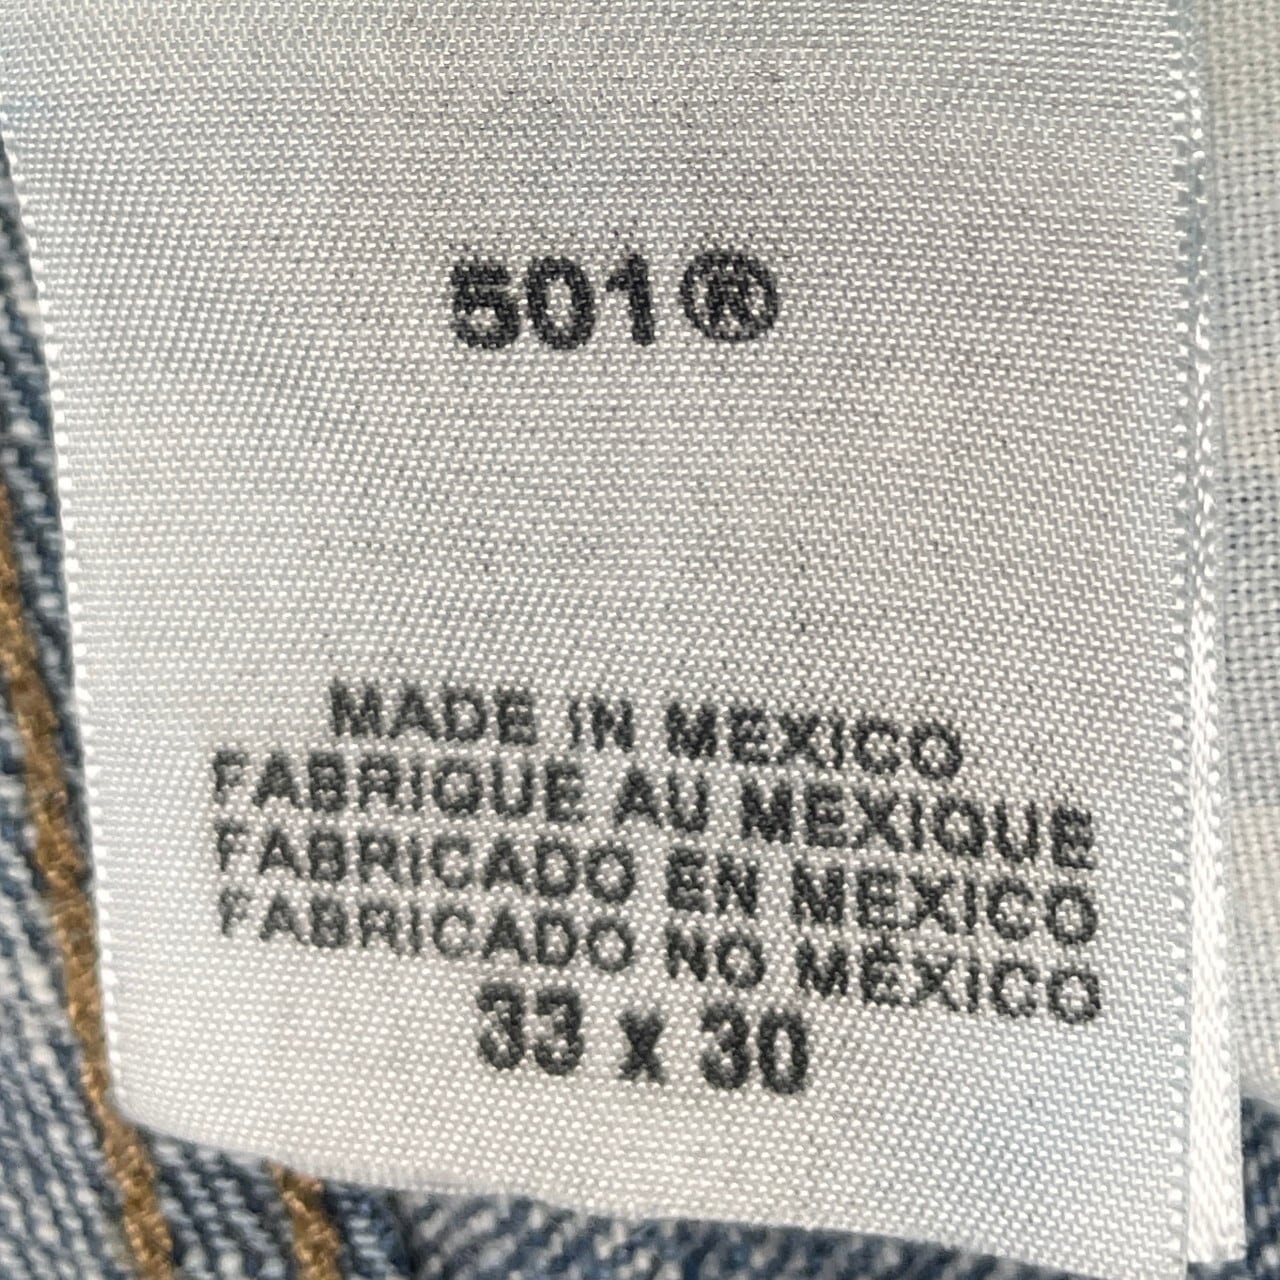 501®
MADE IN MEXICO
FABRIQUE AU MEXIQUE
FABRICADO EN MEXICO
FABRICADO NO MÉXICO
33 x 30